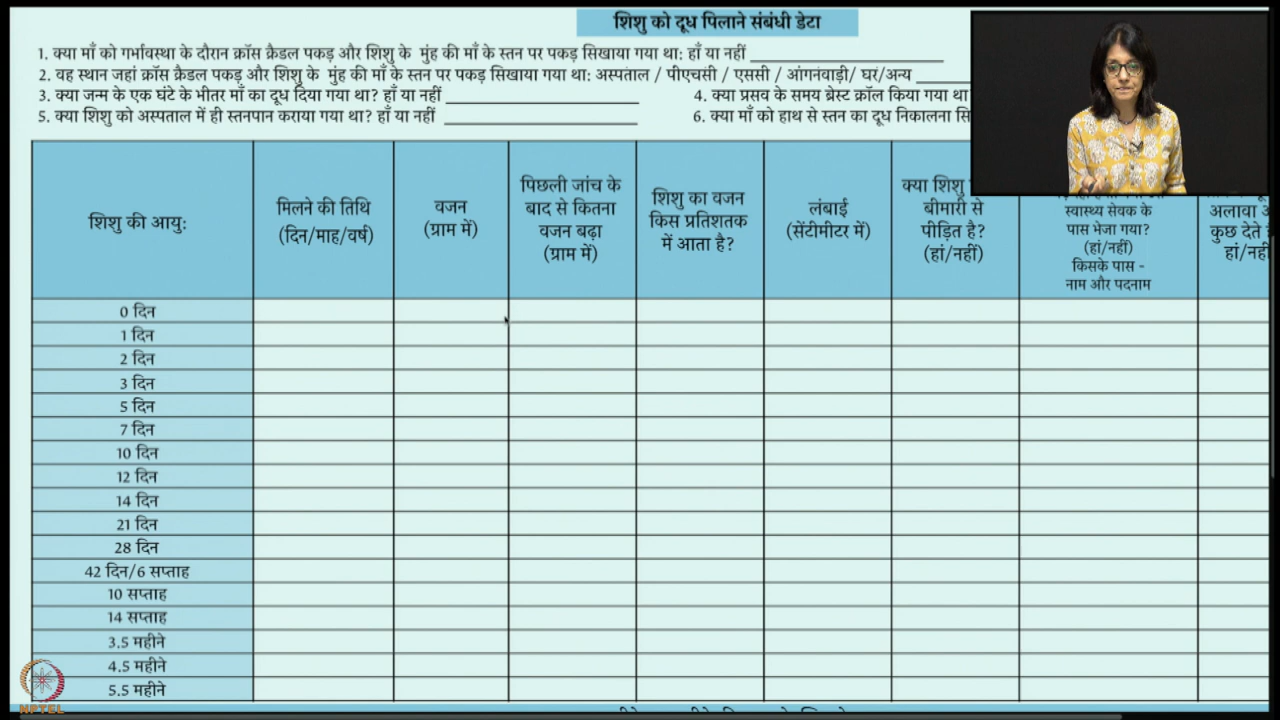 शिशु को दूध पिलाने संबंधी डेटा
1. क्या माँ को गर्भावस्था के दौरान क्रॉस क्रैडल पकड़ और शिशु के मुंह की माँ के स्तन पर पकड़ सिखाया गया था: हाँ या नहीं
2. वह स्थान जहां क्रॉस क्रैडल पकड़ और शिशु के मुंह की माँ के स्तन पर पकड़ सिखाया गया था: अस्पताल / पीएचसी / एससी / आंगनंवाड़ी/ घर/अन्य
3. क्या जन्म के एक घंटे के भीतर माँ का दूध दिया गया था? हाँ या नहीं
4. क्या प्रसव के समय ब्रेस्ट क्रॉल किया गया था
5. क्या शिशु को अस्पताल में ही स्तनपान कराया गया था? हाँ या नहीं
6. क्या माँ को हाथ से स्तन का दूध निकालना
शिशु की आयु:
मिलने की तिथि
(दिन/माह/वर्ष)
वजन
(ग्राम में)
पिछली जांच के
बाद से कितना
वजन बढ़ा
(ग्राम में)
शिशु का वजन
किस प्रतिशतक
में आता है?
लंबाई
(सेंटीमीटर में)
क्या शिशु
बीमारी से
पीड़ित है?
(हां/नहीं)
स्वास्थ्य सेवक के
पास भेजा गया?
(हां/नहीं)
किसके पास -
नाम और पदनाम
अलावा
कुछ देते
हां/नहीं
0 दिन
1 दिन
2 दिन
3 दिन
5 दिन
7 दिन
10 दिन
12 दिन
14 दिन
21 दिन
28 दिन
42 दिन/6 सप्ताह
10 सप्ताह
14 सप्ताह
3.5 महीने
4.5 महीने
5.5 महीने
NPTEL